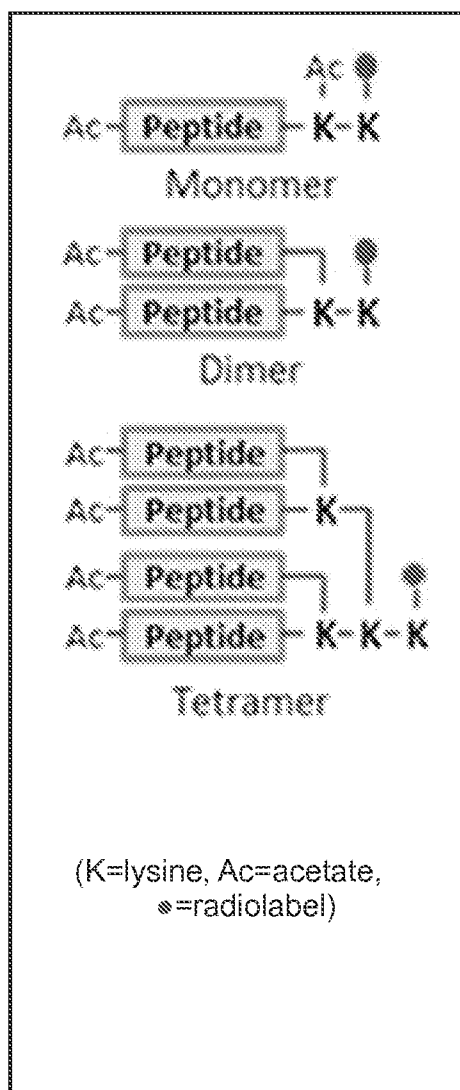 Ac
Ac Peptide K K
Monomer
Ac Peptide
Ac Peptide K K
Dimer
Ac Peptide
Ac Peptide K
Ac Peptide
Ac Peptide K K K
Tetramer
(K=lysine, Ac=acetate,
=radiolabel)